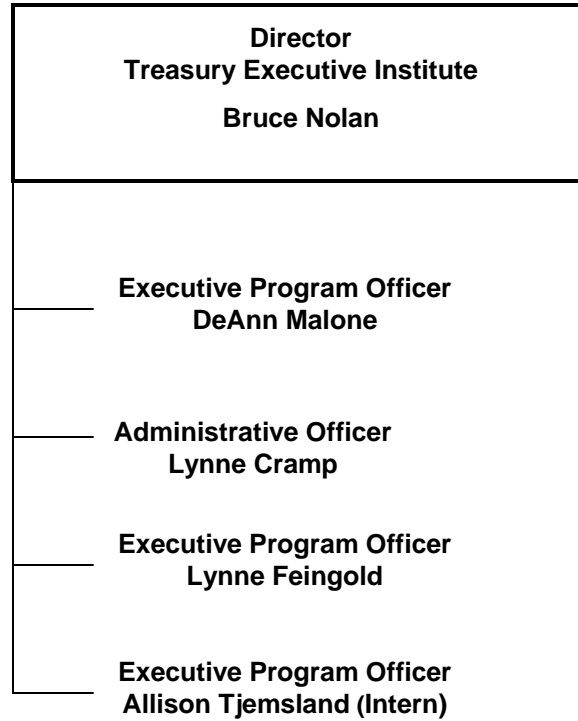 Director
Treasury Executive Institute
Bruce Nolan
Executive Program Officer
DeAnn Malone
Administrative Officer
Lynne Cramp
Executive Program Officer
Lynne Feingold
Executive Program Officer
Allison Tjemsland (Intern)